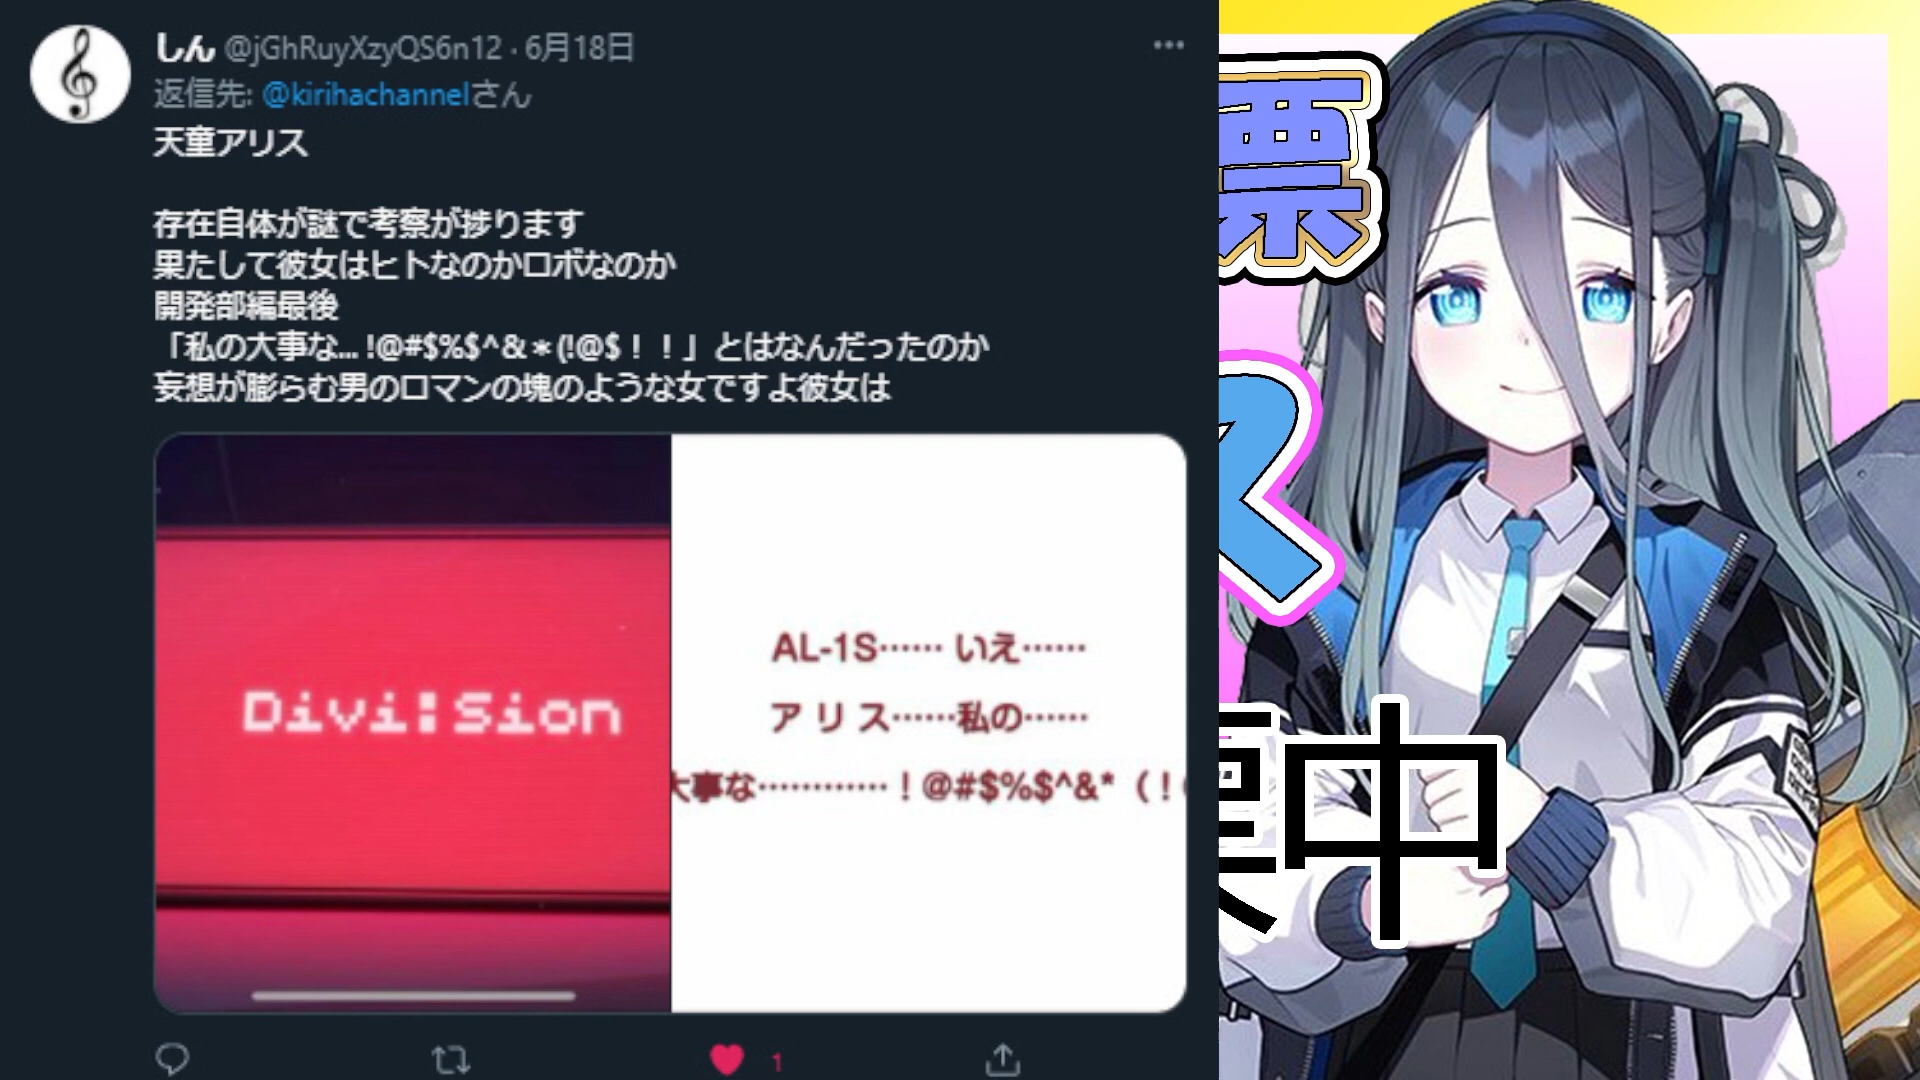 しん @jGhRuyXzyQS6n12 · 6月18日
返信先: @kirihachannelさん
天童アリス
存在自体が謎で考察が捗ります
果たして彼女はヒトなのかロボなのか
開発部編最後
「私の大事な... !@#$%$^&＊(!@$！！」とはなんだったのか
妄想が膨らむ男のロマンの塊のような女ですよ彼女は
Divi:Sion
AL-1S⋯⋯ いえ⋯⋯
ア リ ス⋯⋯私の⋯⋯
大事な⋯⋯⋯⋯！@#$%$^&*（！
1
票
ス
集中